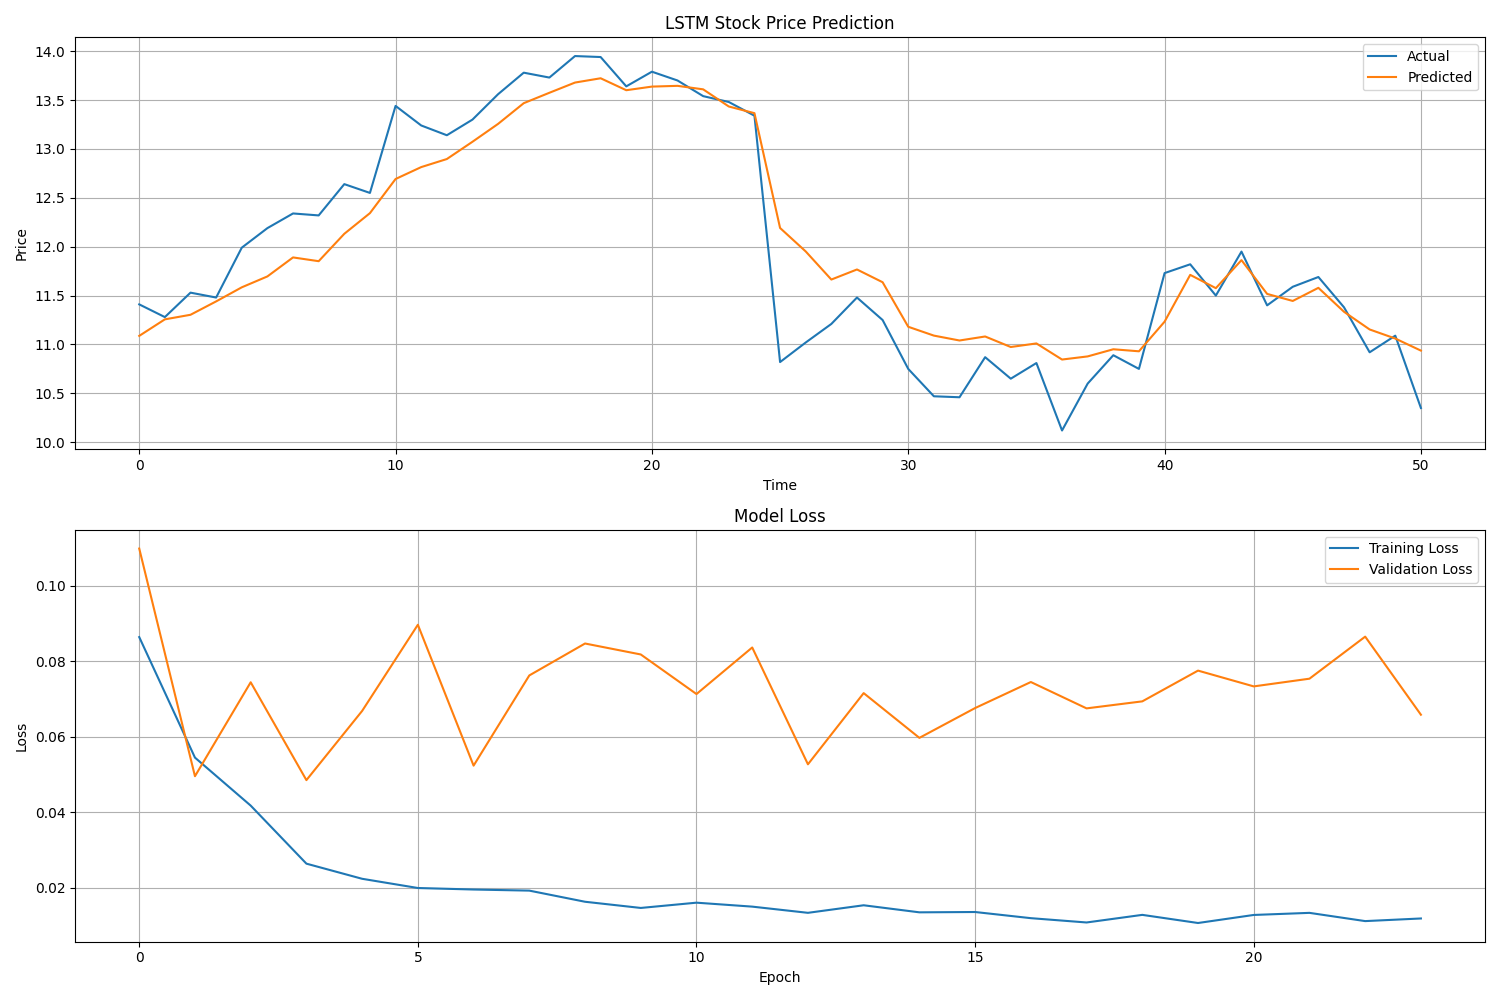 LSTM Stock Price Prediction
Price
14.0
13.5
13.0
12.5
12.0
11.5
11.0
10.5
10.0
Actual
Predicted
0 10 20 30 40 50
Time
Model Loss
Loss
0.10
0.08
0.06
0.04
0.02
Training Loss
Validation Loss
0 5 10 15 20
Epoch